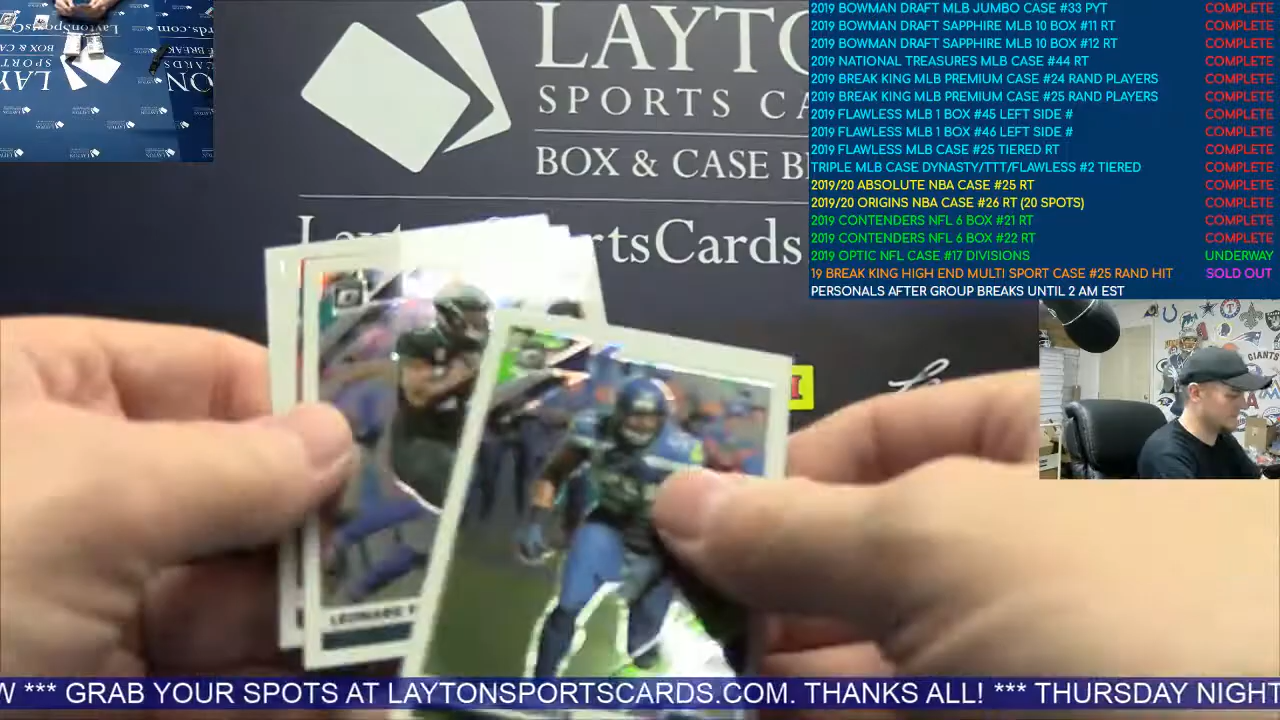 LAYTO
SPORTS CA
BOX & CASE B
rtsCards
2019 BOWMAN DRAFT MLB JUMBO CASE #33 PYT COMPLETE
2019 BOWMAN DRAFT SAPPHIRE MLB 10 BOX #11 RT COMPLETE
2019 BOWMAN DRAFT SAPPHIRE MLB 10 BOX #12 RT COMPLETE
2019 NATIONAL TREASURES MLB CASE #44 RT COMPLETE
2019 BREAK KING MLB PREMIUM CASE #24 RAND PLAYERS COMPLETE
2019 BREAK KING MLB PREMIUM CASE #25 RAND PLAYERS COMPLETE
2019 FLAWLESS MLB 1 BOX #45 LEFT SIDE # COMPLETE
2019 FLAWLESS MLB 1 BOX #46 LEFT SIDE # COMPLETE
2019 FLAWLESS MLB CASE #25 TIERED RT COMPLETE
TRIPLE MLB CASE DYNASTY/TTT/FLAWLESS #2 TIERED COMPLETE
2019/20 ABSOLUTE NBA CASE #25 RT COMPLETE
2019/20 ORIGINS NBA CASE #26 RT (20 SPOTS) COMPLETE
2019 CONTENDERS NFL 6 BOX #21 RT COMPLETE
2019 CONTENDERS NFL 6 BOX #22 RT COMPLETE
2019 OPTIC NFL CASE #17 DIVISIONS UNDERWAY
19 BREAK KING HIGH END MULTI SPORT CASE #25 RAND HIT SOLD OUT
PERSONALS AFTER GROUP BREAKS UNTIL 2 AM EST
GIANTS
LEONARD
W *** GRAB YOUR SPOTS AT LAYTONSPORTSCARDS.COM. THANKS ALL! *** THURSDAY NIGHT